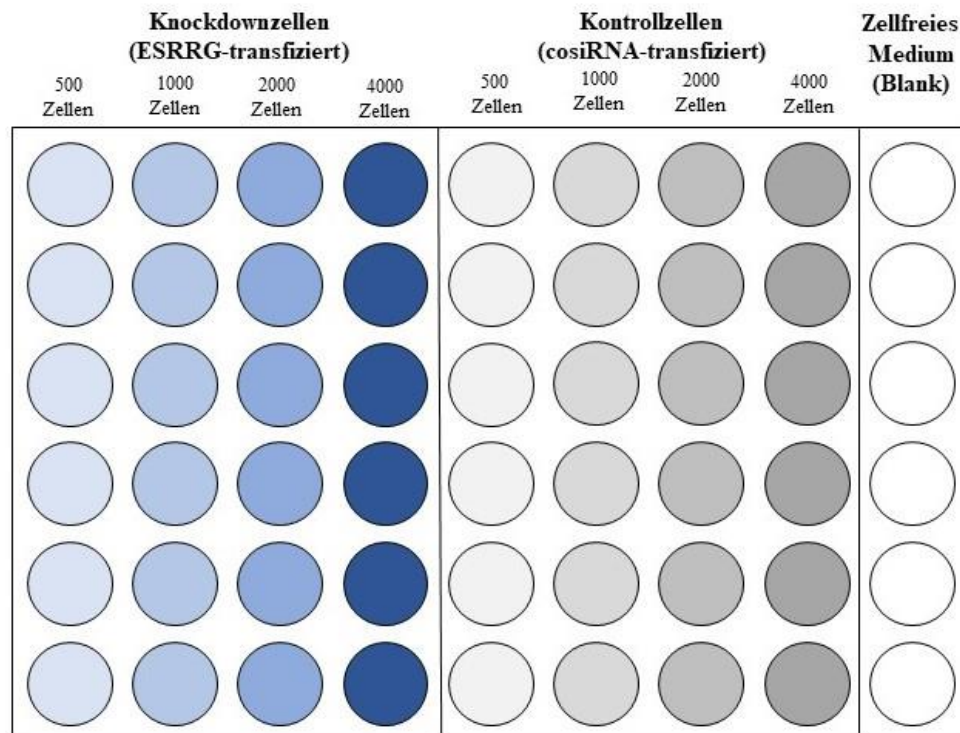 Knockdownzellen
(ESRRG-transfiziert)
500
Zellen
1000
Zellen
2000
Zellen
4000
Zellen
Kontrollzellen
(cosiRNA-transfiziert)
500
Zellen
1000
Zellen
2000
Zellen
4000
Zellen
Zellfreies
Medium
(Blank)